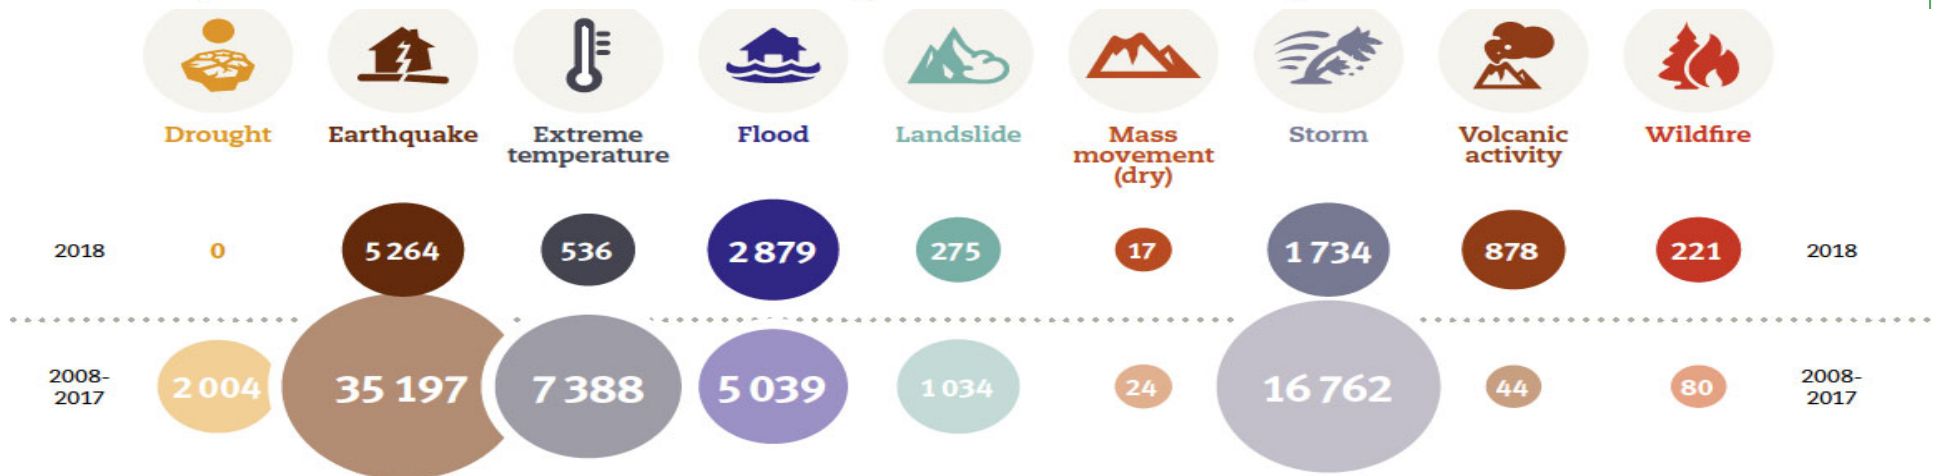 Drought
Earthquake
Extreme
temperature
Flood
Landslide
Mass
movement
(dry)
Storm
Volcanic
activity
Wildfire
2018
0
5 264
536
2 879
275
17
1 734
878
221
2018
2008-
2017
2 004
35 197
7 388
5 039
1 034
24
16 762
44
80
2008-
2017